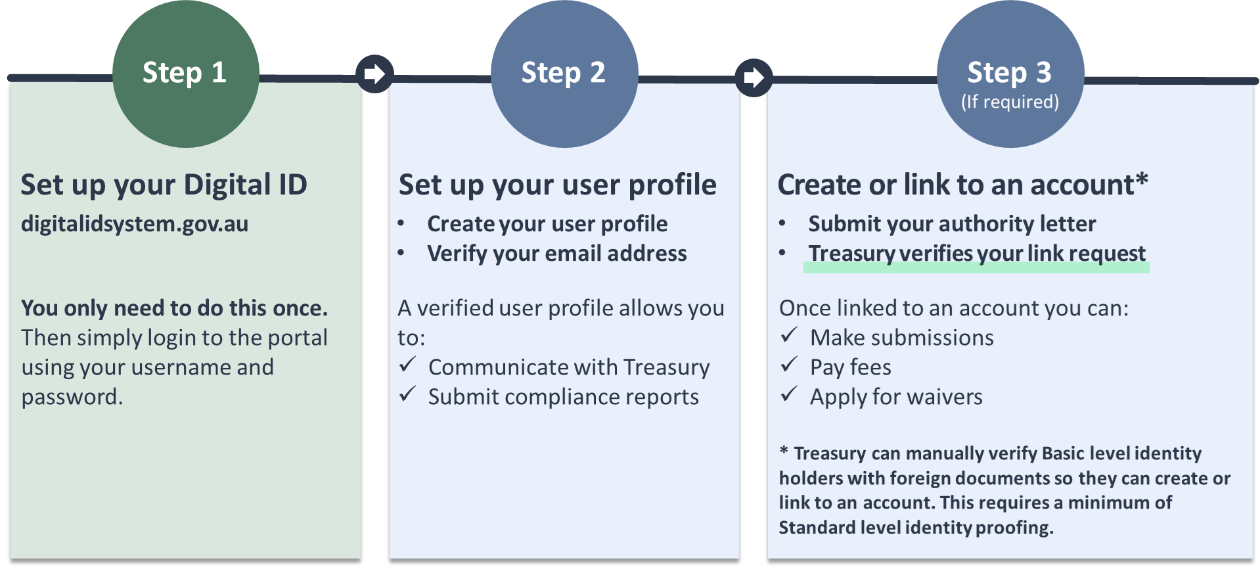 Step 1
Set up your Digital ID
digitalidsystem.gov.au
You only need to do this once.
Then simply login to the portal
using your username and
password.
Step 2
Set up your user profile
• Create your user profile
• Verify your email address
A verified user profile allows you
to:
✓ Communicate with Treasury
✓ Submit compliance reports
Step 3
(If required)
Create or link to an account*
• Submit your authority letter
• Treasury verifies your link request
Once linked to an account you can:
✓ Make submissions
✓ Pay fees
✓ Apply for waivers
* Treasury can manually verify Basic level identity
holders with foreign documents so they can create or
link to an account. This requires a minimum of
Standard level identity proofing.